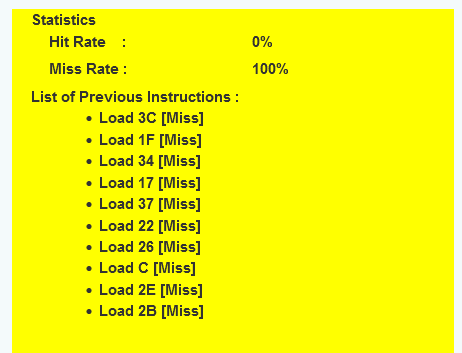 Statistics
Hit Rate : 0%
Miss Rate : 100%
List of Previous Instructions :
• Load 3C [Miss]
• Load 1F [Miss]
• Load 34 [Miss]
• Load 17 [Miss]
• Load 37 [Miss]
• Load 22 [Miss]
• Load 26 [Miss]
• Load C [Miss]
• Load 2E [Miss]
• Load 2B [Miss]